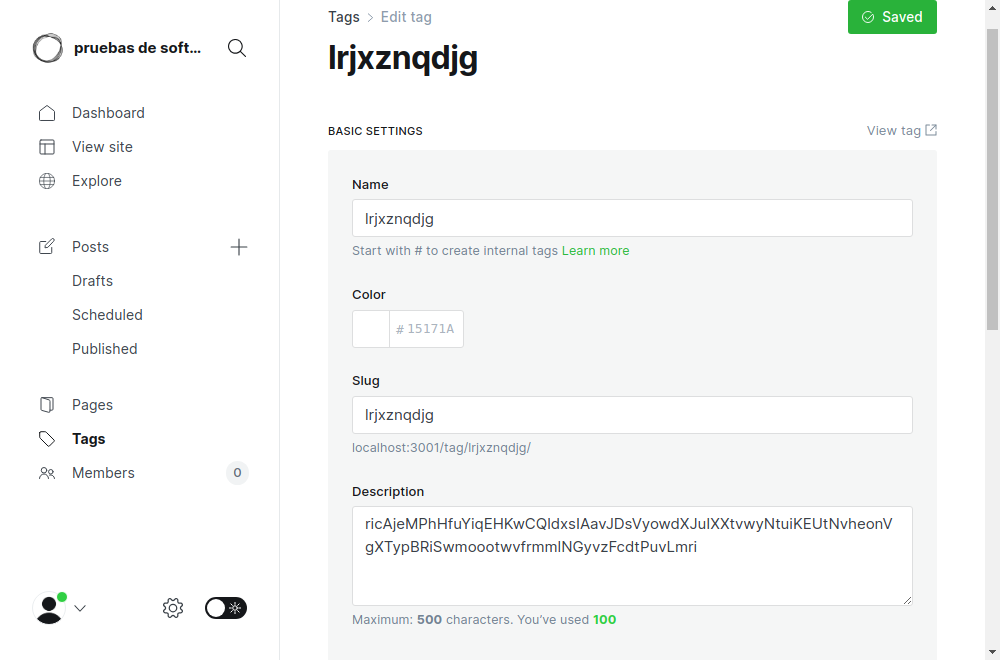 pruebas de soft...
Dashboard
View site
Explore
Posts
Drafts
Scheduled
Published
Pages
Tags
Members
0
Tags > Edit tag
Saved
lrjxznqdjg
BASIC SETTINGS
View tag
Name
lrjxznqdjg
Start with # to create internal tags Learn more
Color
# 15171A
Slug
lrjxznqdjg
localhost:3001/tag/lrjxznqdjg/
Description
ricAjeMPhHfuYiqEHKwCQldxsIAavJDsVyowdXJulXXtvwyNtuiKEUtNvheonV
gXTypBRiSwmoootwvfrmmlNGyvzFcdtPuvLmri
Maximum: 500 characters. You've used 100